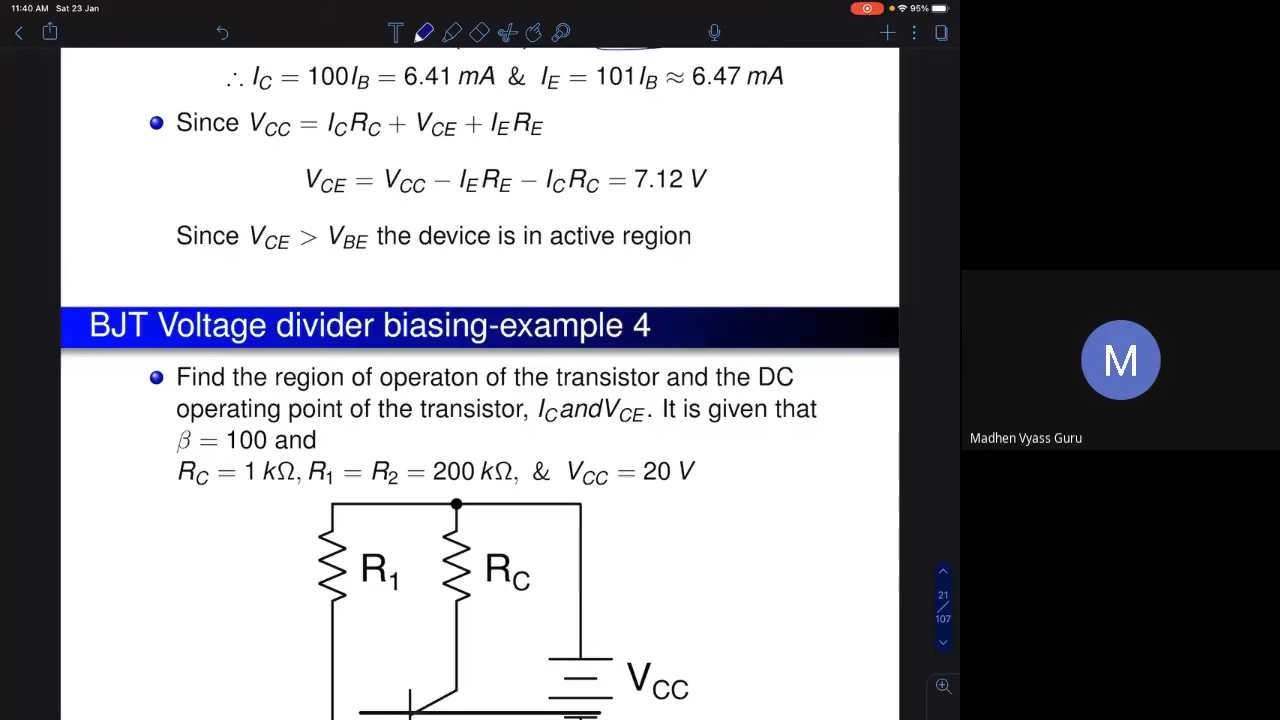 11:40 AM Sat 23 Jan
95%
∴ I_C = 100I_B = 6.41 mA & I_E = 101I_B ≈ 6.47 mA
Since V_CC = I_C R_C + V_CE + I_E R_E
V_CE = V_CC − I_E R_E − I_C R_C = 7.12 V
Since V_CE > V_BE the device is in active region
BJT Voltage divider biasing-example 4
Find the region of operaton of the transistor and the DC
operating point of the transistor, I_C andV_CE. It is given that
β = 100 and
R_C = 1 kΩ, R_1 = R_2 = 200 kΩ, & V_CC = 20 V
R_1 R_C
V_CC
21
/
107
M
Madhen Vyass Guru